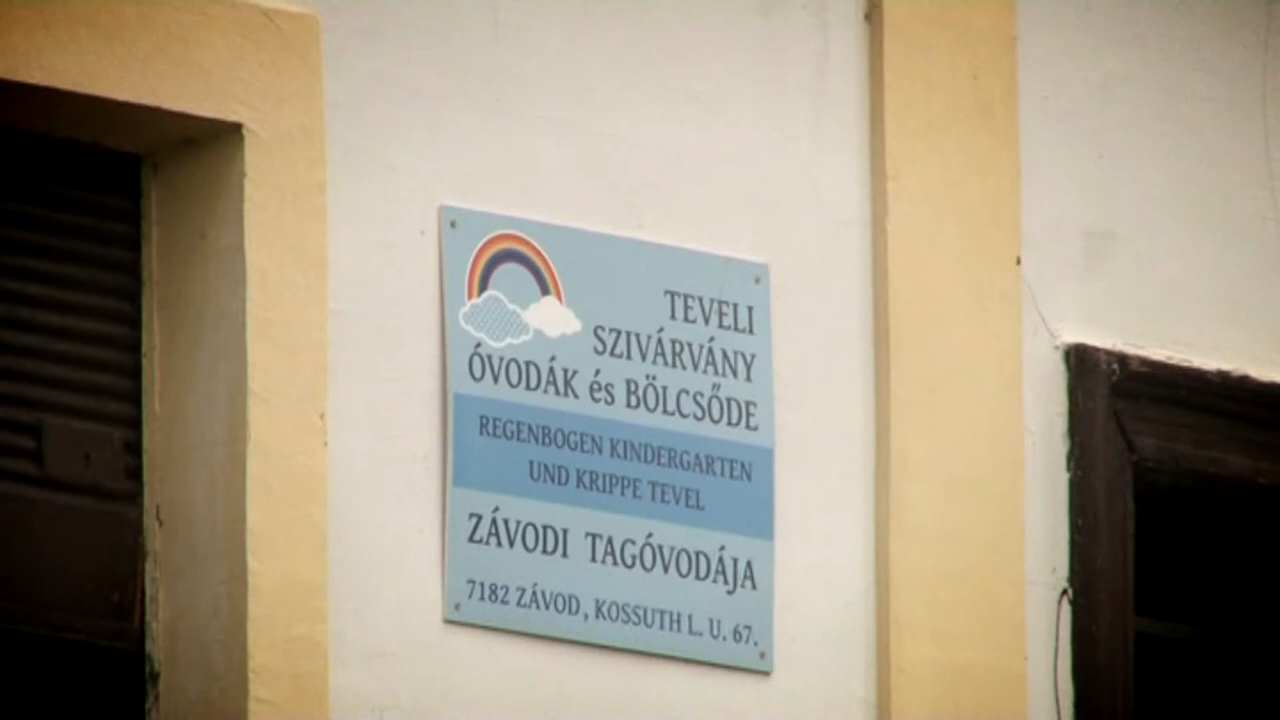 TEVELI
SZIVÁRVÁNY
ÓVODÁK és BÖLCSŐDE
REGENBOGEN KINDERGARTEN
UND KRIPPE TEVEL
ZÁVODI TAGÓVODÁJA
7182 ZÁVOD, KOSSUTH L. U. 67.